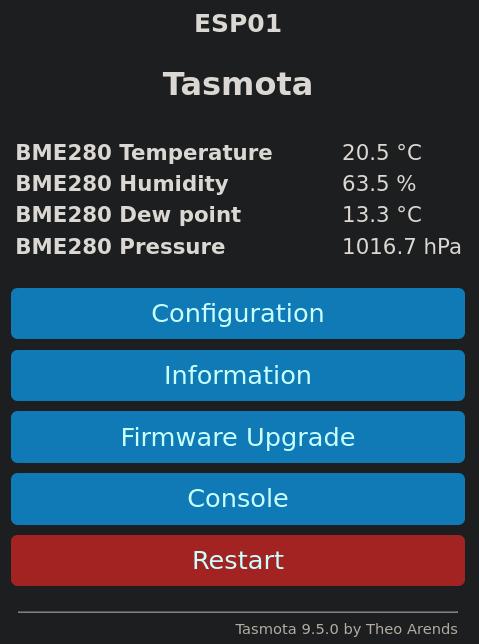 ESP01
Tasmota
BME280 Temperature 20.5 °C
BME280 Humidity 63.5 %
BME280 Dew point 13.3 °C
BME280 Pressure 1016.7 hPa
Configuration
Information
Firmware Upgrade
Console
Restart
Tasmota 9.5.0 by Theo Arends